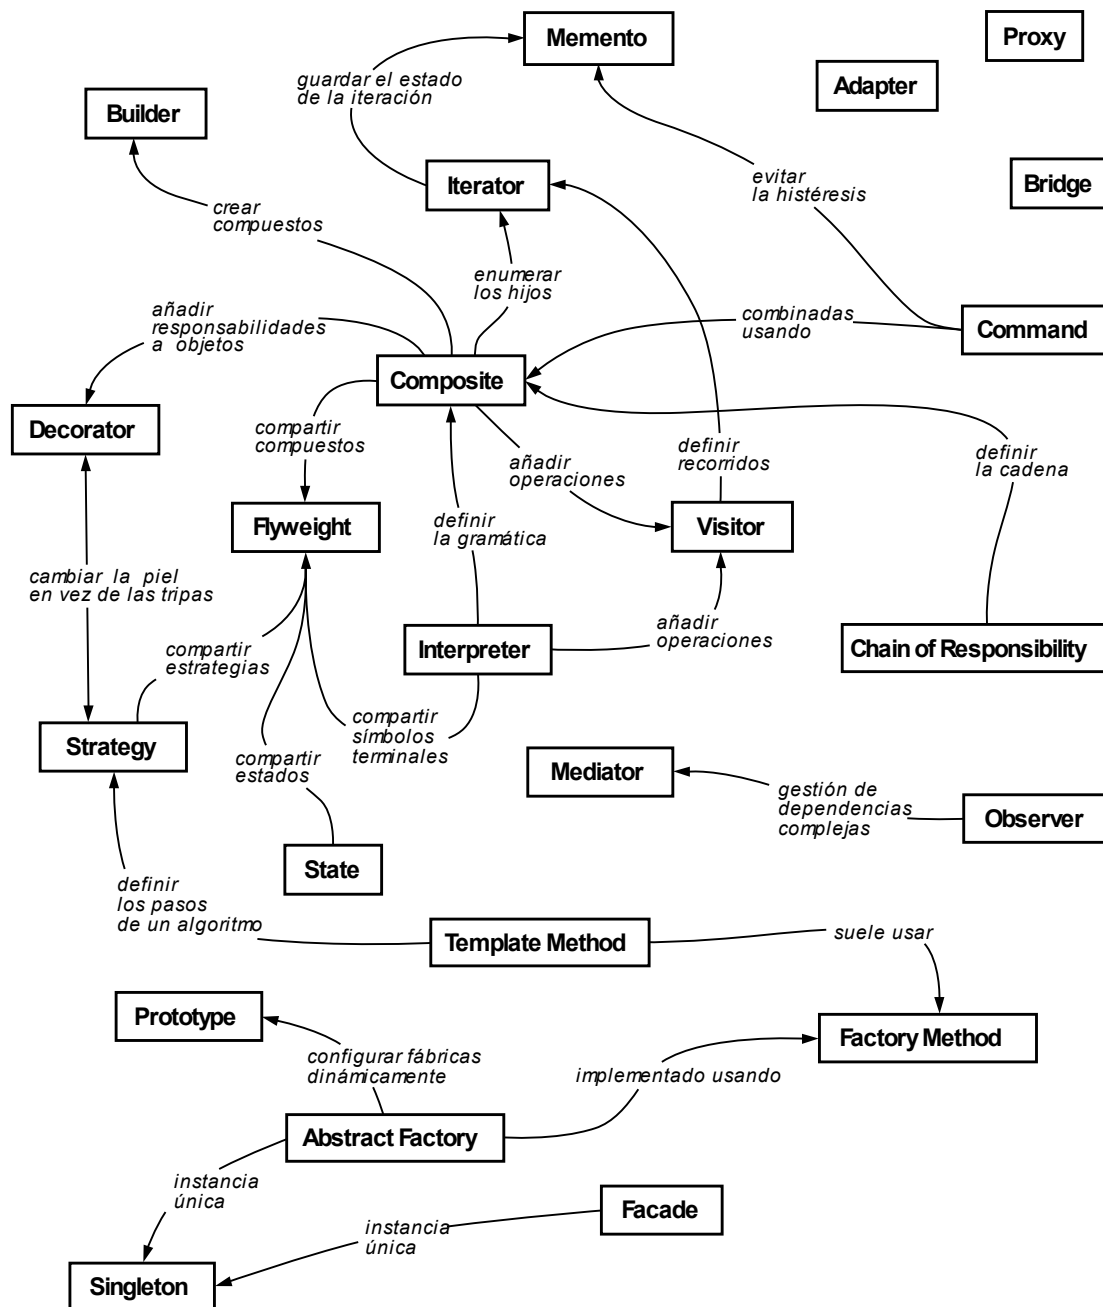 Memento
Proxy
Adapter
guardar el estado
de la iteración
Builder
Iterator
evitar
la histéresis
Bridge
crear
compuestos
enumerar
los hijos
añadir
responsabilidades
a objetos
combinadas
usando
Command
Composite
Decorator
compartir
compuestos
añadir
operaciones
definir
recorridos
definir
la cadena
Flyweight
definir
la gramática
Visitor
cambiar la piel
en vez de las tripas
compartir
estrategias
Interpreter
añadir
operaciones
Chain of Responsibility
compartir
símbolos
terminales
Strategy
compartir
estados
Mediator
gestión de
dependencias
complejas
Observer
State
definir
los pasos
de un algoritmo
Template Method
suele usar
Prototype
Factory Method
configurar fábricas
dinámicamente
implementado usando
Abstract Factory
instancia
única
Facade
instancia
única
Singleton